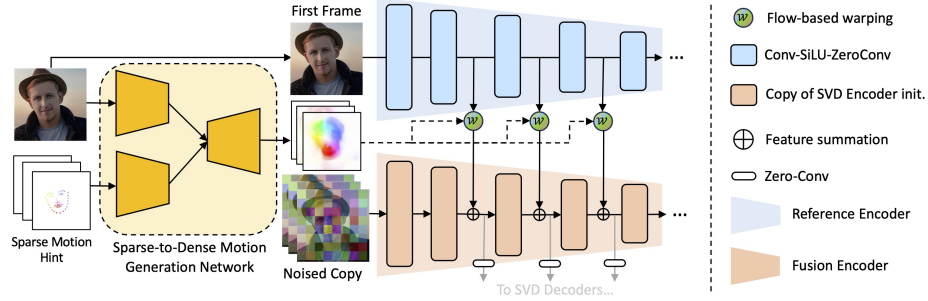 First Frame
Sparse Motion
Hint
Sparse-to-Dense Motion
Generation Network
Noised Copy
w
w
w
To SVD Decoders...
...
...
w
Flow-based warping
Conv-SiLU-ZeroConv
Copy of SVD Encoder init.
Feature summation
Zero-Conv
Reference Encoder
Fusion Encoder